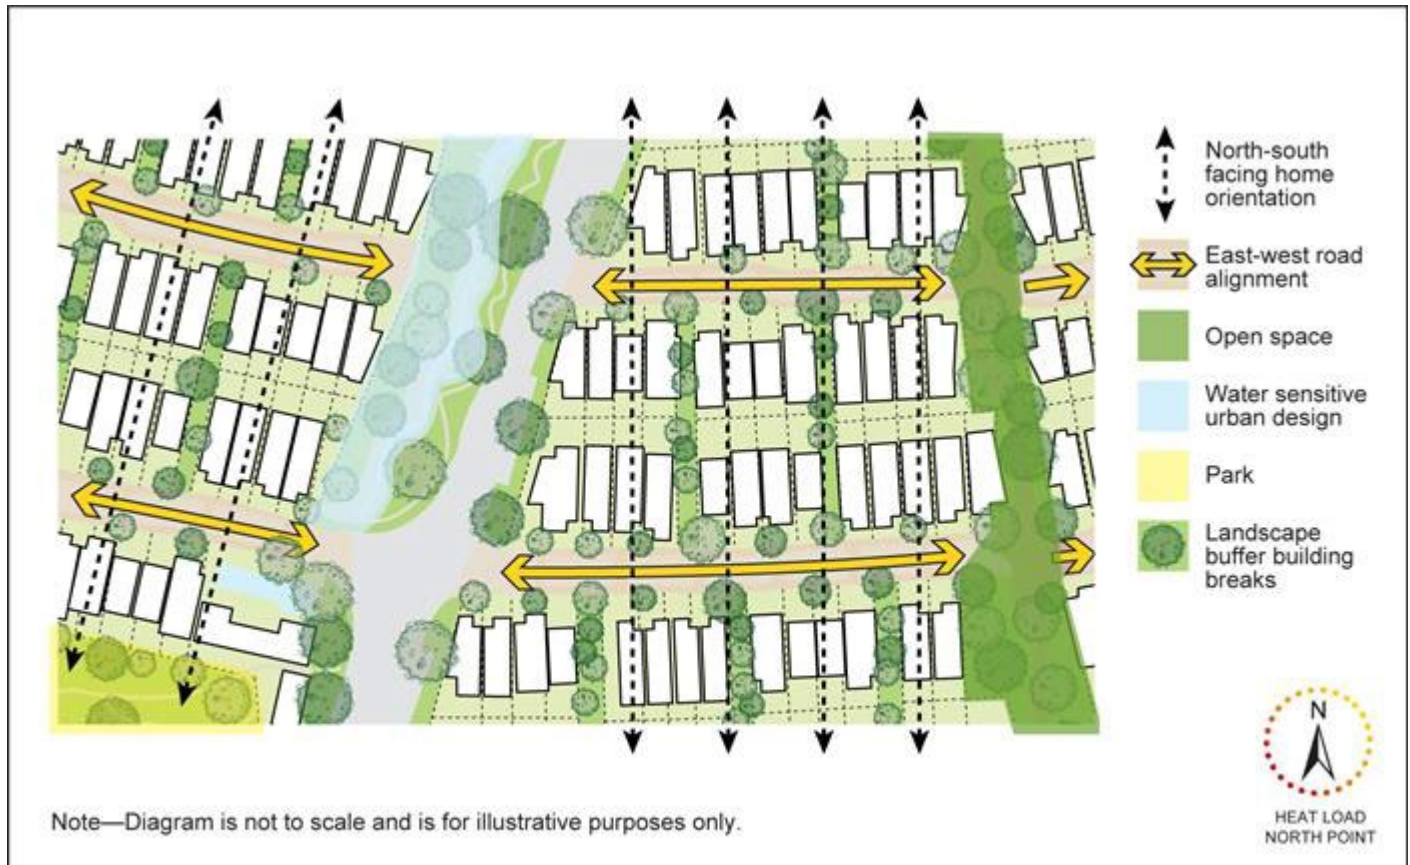 North-south
facing home
orientation
East-west road
alignment
Open space
Water sensitive
urban design
Park
Landscape
buffer building
breaks
N
HEAT LOAD
NORTH POINT
Note—Diagram is not to scale and is for illustrative purposes only.